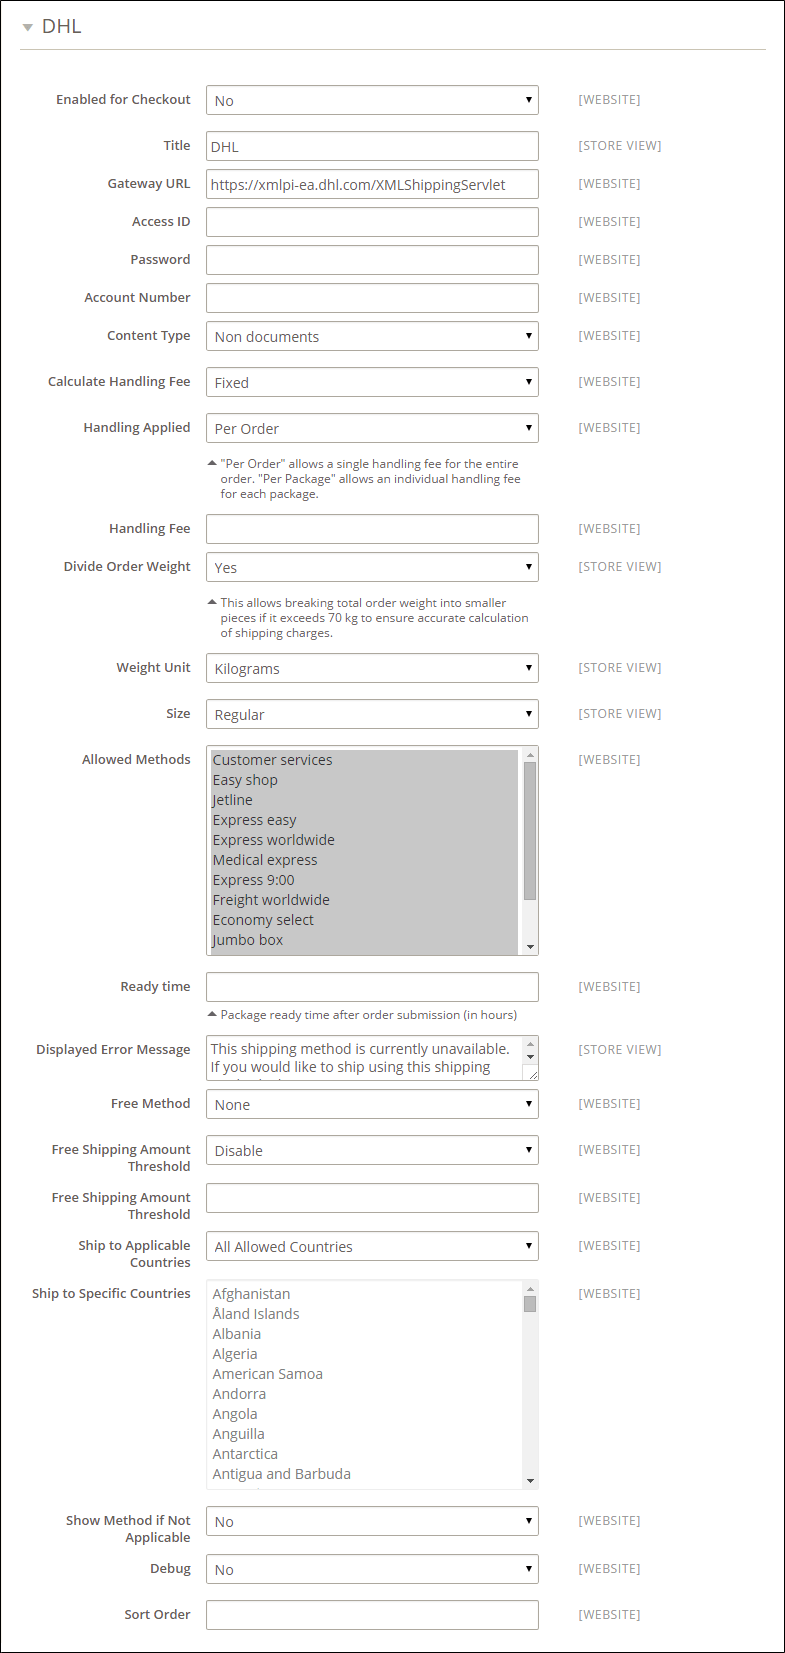 DHL
Enabled for Checkout No [WEBSITE]
Title DHL [STORE VIEW]
Gateway URL https://xmlpi-ea.dhl.com/XMLShippingServlet [WEBSITE]
Access ID [WEBSITE]
Password [WEBSITE]
Account Number [WEBSITE]
Content Type Non documents [WEBSITE]
Calculate Handling Fee Fixed [WEBSITE]
Handling Applied Per Order [WEBSITE]
"Per Order" allows a single handling fee for the entire
order. "Per Package" allows an individual handling fee
for each package.
Handling Fee [WEBSITE]
Divide Order Weight Yes [STORE VIEW]
This allows breaking total order weight into smaller
pieces if it exceeds 70 kg to ensure accurate calculation
of shipping charges.
Weight Unit Kilograms [STORE VIEW]
Size Regular [STORE VIEW]
Allowed Methods Customer services [WEBSITE]
Easy shop
Jetline
Express easy
Express worldwide
Medical express
Express 9:00
Freight worldwide
Economy select
Jumbo box
Ready time [WEBSITE]
Package ready time after order submission (in hours)
Displayed Error Message This shipping method is currently unavailable. [STORE VIEW]
If you would like to ship using this shipping
Free Method None [WEBSITE]
Free Shipping Amount Disable [WEBSITE]
Threshold
Free Shipping Amount [WEBSITE]
Threshold
Ship to Applicable All Allowed Countries [WEBSITE]
Countries
Ship to Specific Countries Afghanistan [WEBSITE]
Åland Islands
Albania
Algeria
American Samoa
Andorra
Angola
Anguilla
Antarctica
Antigua and Barbuda
Show Method if Not No [WEBSITE]
Applicable
Debug No [WEBSITE]
Sort Order [WEBSITE]